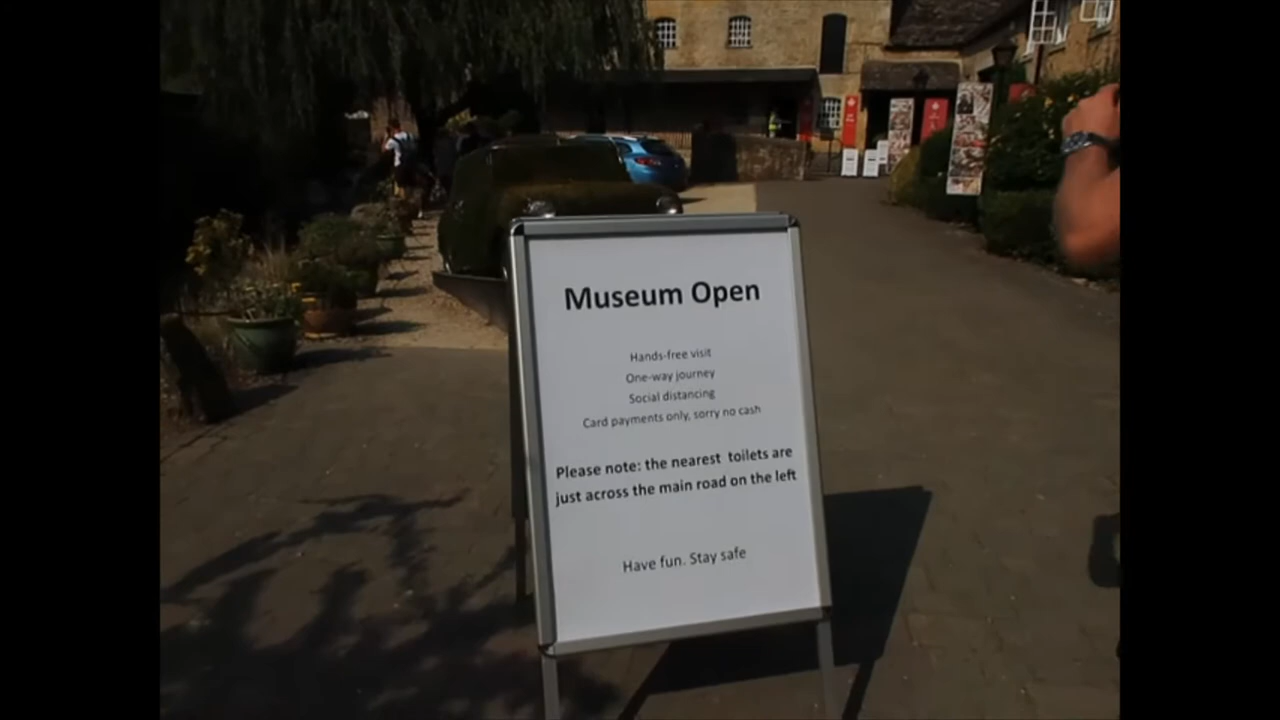 Museum Open
Hands-free visit
One-way journey
Social distancing
Card payments only, sorry no cash
Please note: the nearest toilets are
just across the main road on the left
Have fun. Stay safe